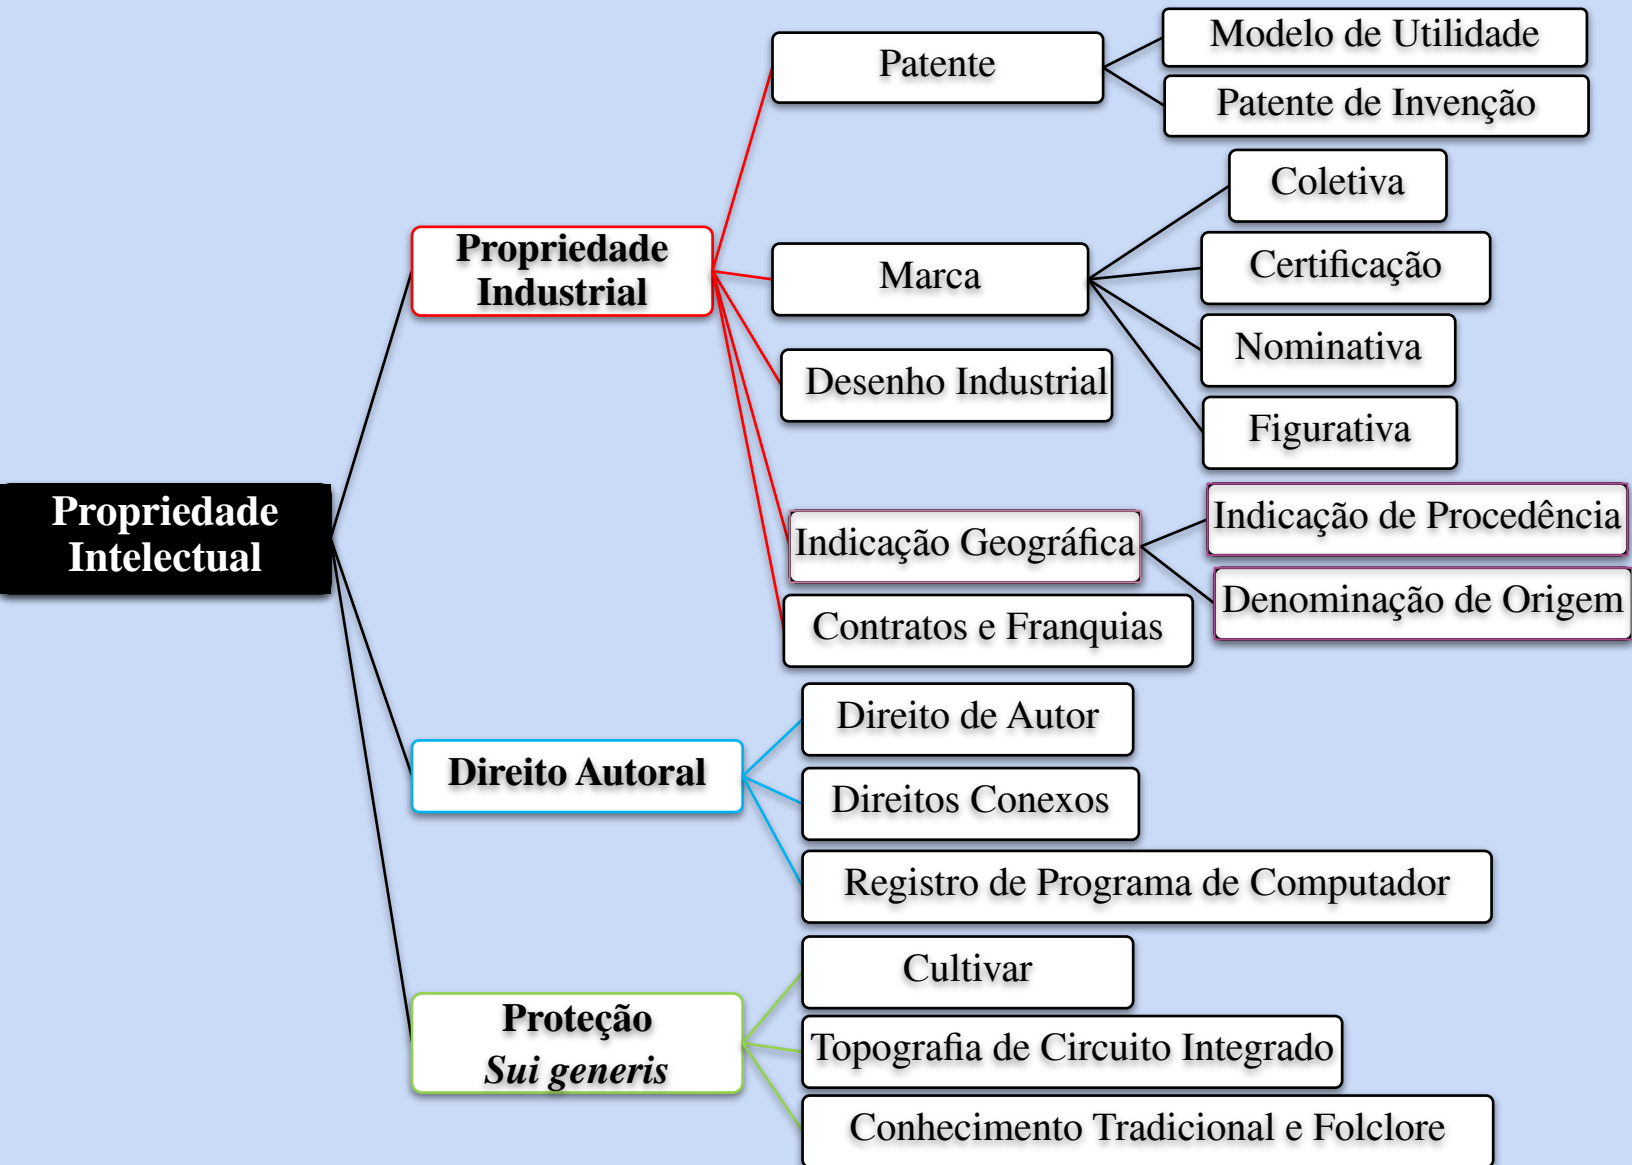 Propriedade
Intelectual
Propriedade
Industrial
Patente
Modelo de Utilidade
Patente de Invenção
Marca
Coletiva
Certificação
Nominativa
Figurativa
Desenho Industrial
Indicação Geográfica
Indicação de Procedência
Denominação de Origem
Contratos e Franquias
Direito Autoral
Direito de Autor
Direitos Conexos
Registro de Programa de Computador
Proteção
Sui generis
Cultivar
Topografia de Circuito Integrado
Conhecimento Tradicional e Folclore